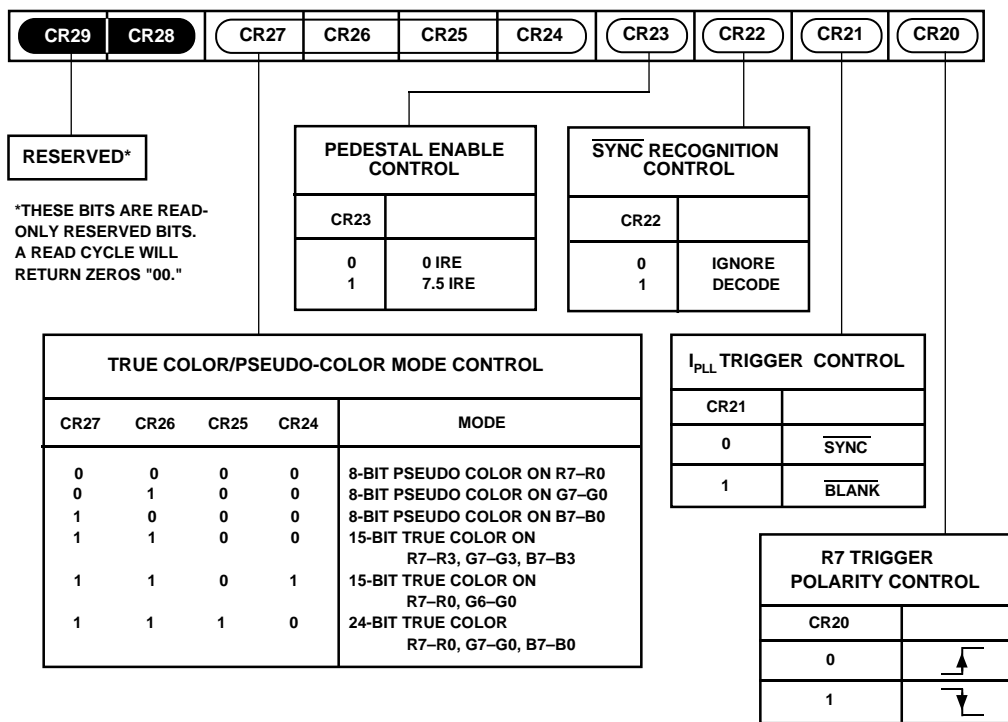 CR29 CR28 CR27 CR26 CR25 CR24 CR23 CR22 CR21 CR20
RESERVED*
*THESE BITS ARE READ-
ONLY RESERVED BITS.
A READ CYCLE WILL
RETURN ZEROS "00."
PEDESTAL ENABLE
CONTROL
CR23
0 0 IRE
1 7.5 IRE
SYNC RECOGNITION
CONTROL
CR22
0 IGNORE
1 DECODE
TRUE COLOR/PSEUDO-COLOR MODE CONTROL
CR27 CR26 CR25 CR24 MODE
0 0 0 0 8-BIT PSEUDO COLOR ON R7–R0
0 1 0 0 8-BIT PSEUDO COLOR ON G7–G0
1 0 0 0 8-BIT PSEUDO COLOR ON B7–B0
1 1 0 0 15-BIT TRUE COLOR ON
R7–R3, G7–G3, B7–B3
1 1 0 1 15-BIT TRUE COLOR ON
R7–R0, G6–G0
1 1 1 0 24-BIT TRUE COLOR
R7–R0, G7–G0, B7–B0
IPLL TRIGGER CONTROL
CR21
0 SYNC
1 BLANK
R7 TRIGGER
POLARITY CONTROL
CR20
0
1